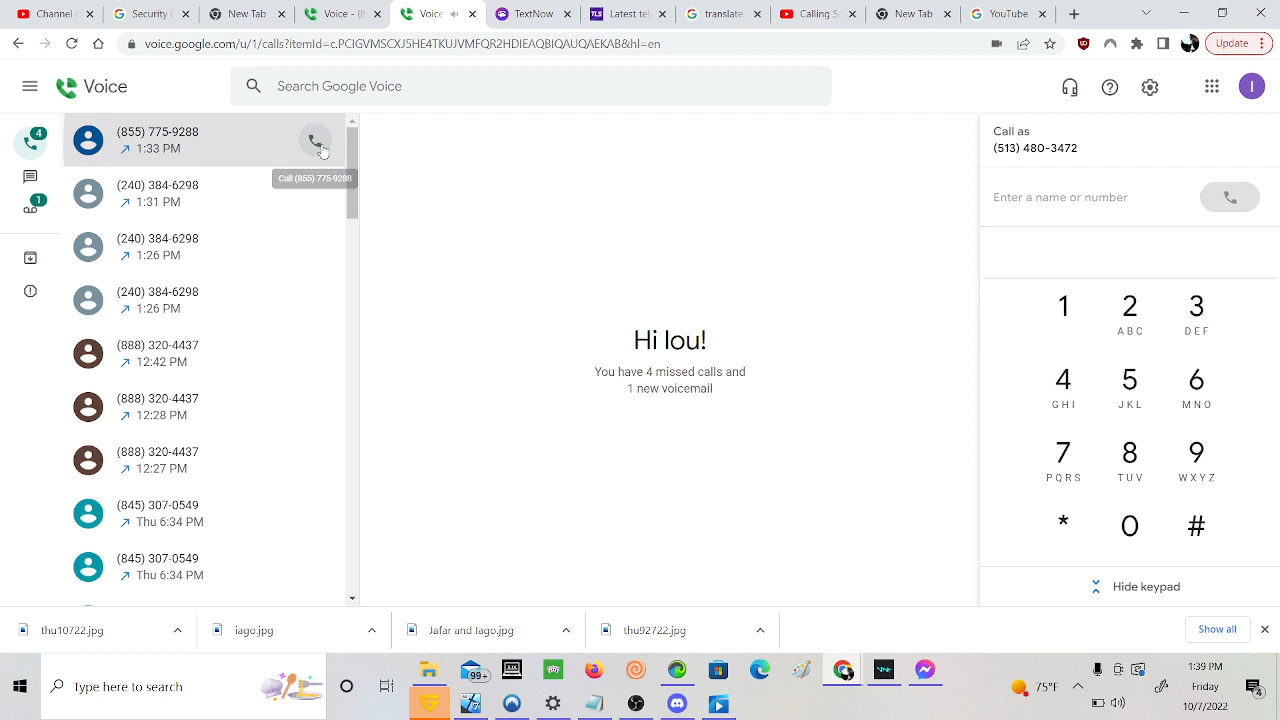 Youtube C
Security C
New Tab
Voice - (8
Voice
TextNow
Latest tel
translate
Calling Sc
New Tab
YouTube
voice.google.com/u/1/calls?itemId=c.PCIGVM6CXJ5HE4TKUJVMFQR2HDIEAQBIQAUQAEKAB&hl=m
Update
Voice
Search Google Voice
I
4
1
(855) 775-9288
1:33 PM
Call (855) 775-9288
(240) 384-6298
1:31 PM
(240) 384-6298
1:26 PM
(240) 384-6298
1:26 PM
(888) 320-4437
12:42 PM
(888) 320-4437
12:28 PM
(888) 320-4437
12:27 PM
(845) 307-0549
Thu 6:34 PM
(845) 307-0549
Thu 6:34 PM
Hi lou!
You have 4 missed calls and
1 new voicemail
Call as
(513) 480-3472
Enter a name or number
1 2 3
ABC DEF
4 5 6
GHI JKL MNO
7 8 9
PQRS TUV WXYZ
* 0 #
Hide keypad
thu10722.jpg
iago.jpg
Jafar and Iago.jpg
thu92722.jpg
Show all
Type here to search
99+
75°F
1:39 PM
Friday
10/7/2022
4